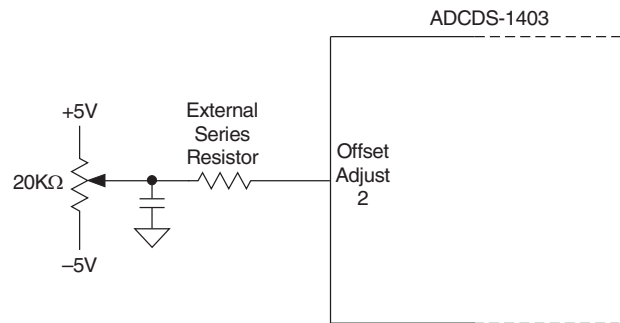 ADCDS-1403
+5V
External
Series
Resistor
20KΩ
Offset
Adjust
2
–5V